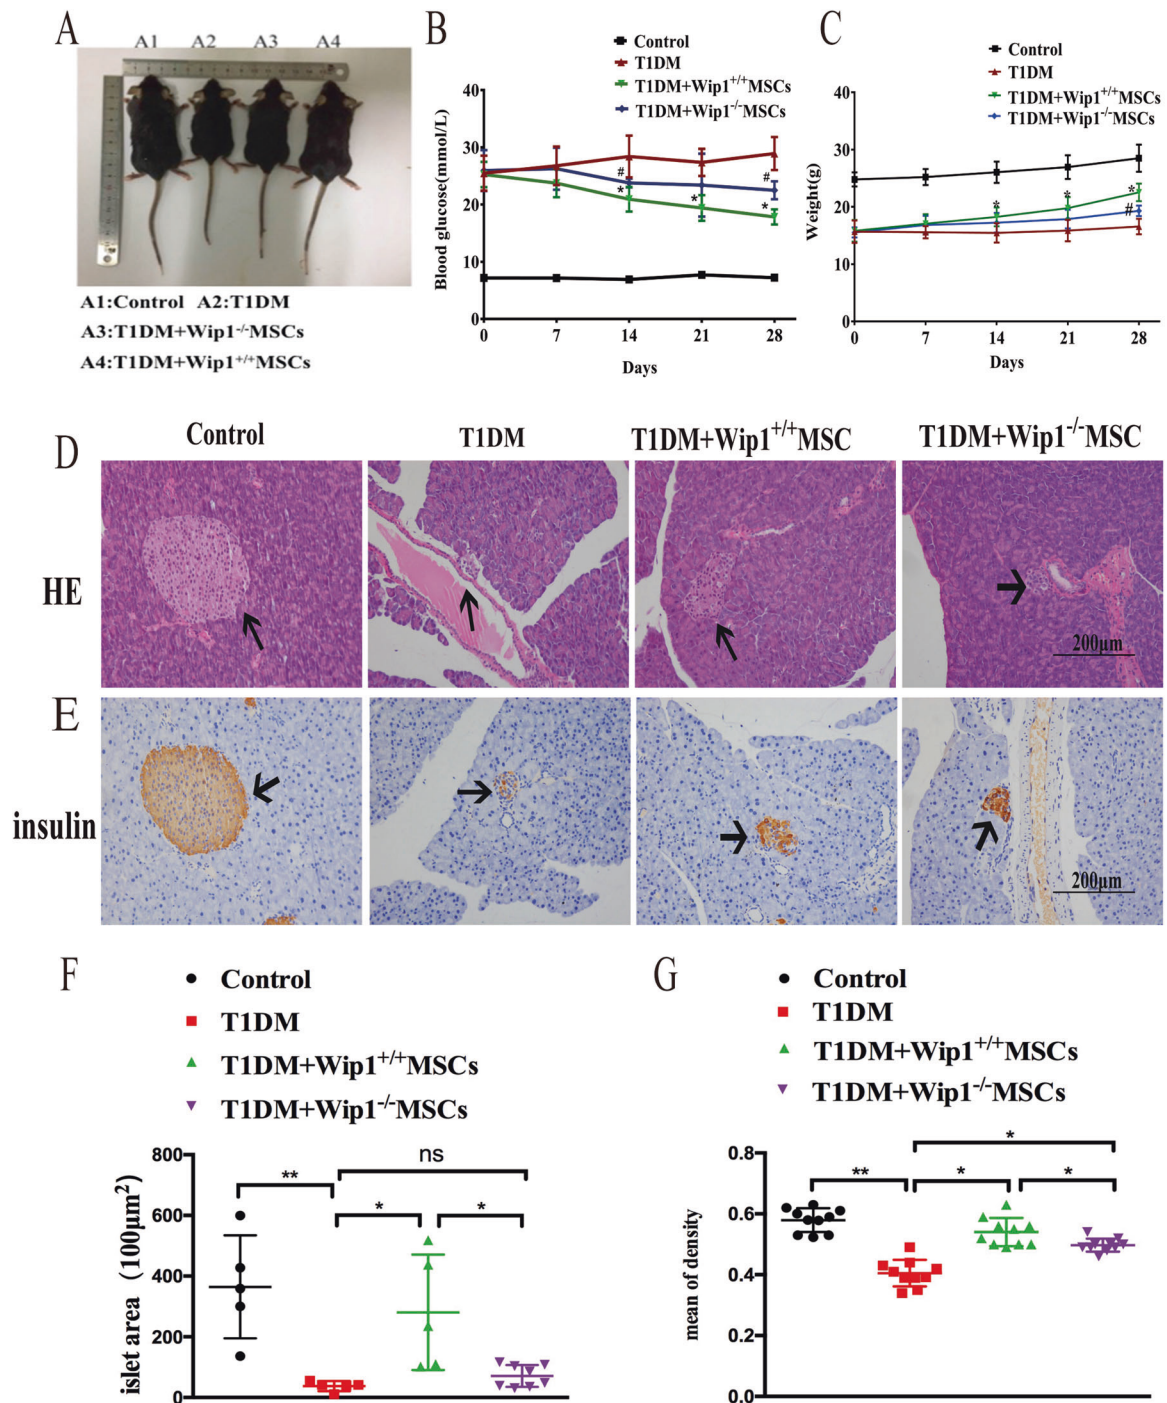 A
A1 A2 A3 A4
A1:Control A2:T1DM
A3:T1DM+Wip1-/-MSCs
A4:T1DM+Wip1+/+MSCs
B
Control
T1DM
T1DM+Wip1+/+MSCs
T1DM+Wip1-/-MSCs
Blood glucose(mmol/L)
40
30
20
10
0
# #
* * *
0 7 14 21 28
Days
C
Control
T1DM
T1DM+Wip1+/+MSCs
T1DM+Wip1-/-MSCs
Weight(g)
40
30
20
10
0
* * *
#
0 7 14 21 28
Days
D
Control T1DM T1DM+Wip1+/+MSC T1DM+Wip1-/-MSC
HE
200μm
E
insulin
200μm
F
Control
T1DM
T1DM+Wip1+/+MSCs
T1DM+Wip1-/-MSCs
islet area (100μm2)
800
600
400
200
0
ns
**
* *
G
Control
T1DM
T1DM+Wip1+/+MSCs
T1DM+Wip1-/-MSCs
mean of density
0.8
0.6
0.4
0.2
0.0
*
** * *